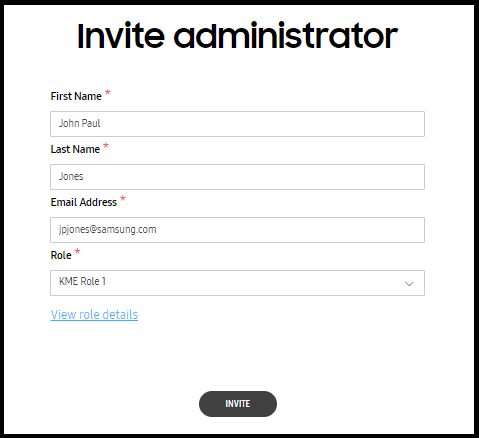 Invite administrator
First Name *
John Paul
Last Name *
Jones
Email Address *
jpjones@samsung.com
Role *
KME Role 1
View role details
INVITE